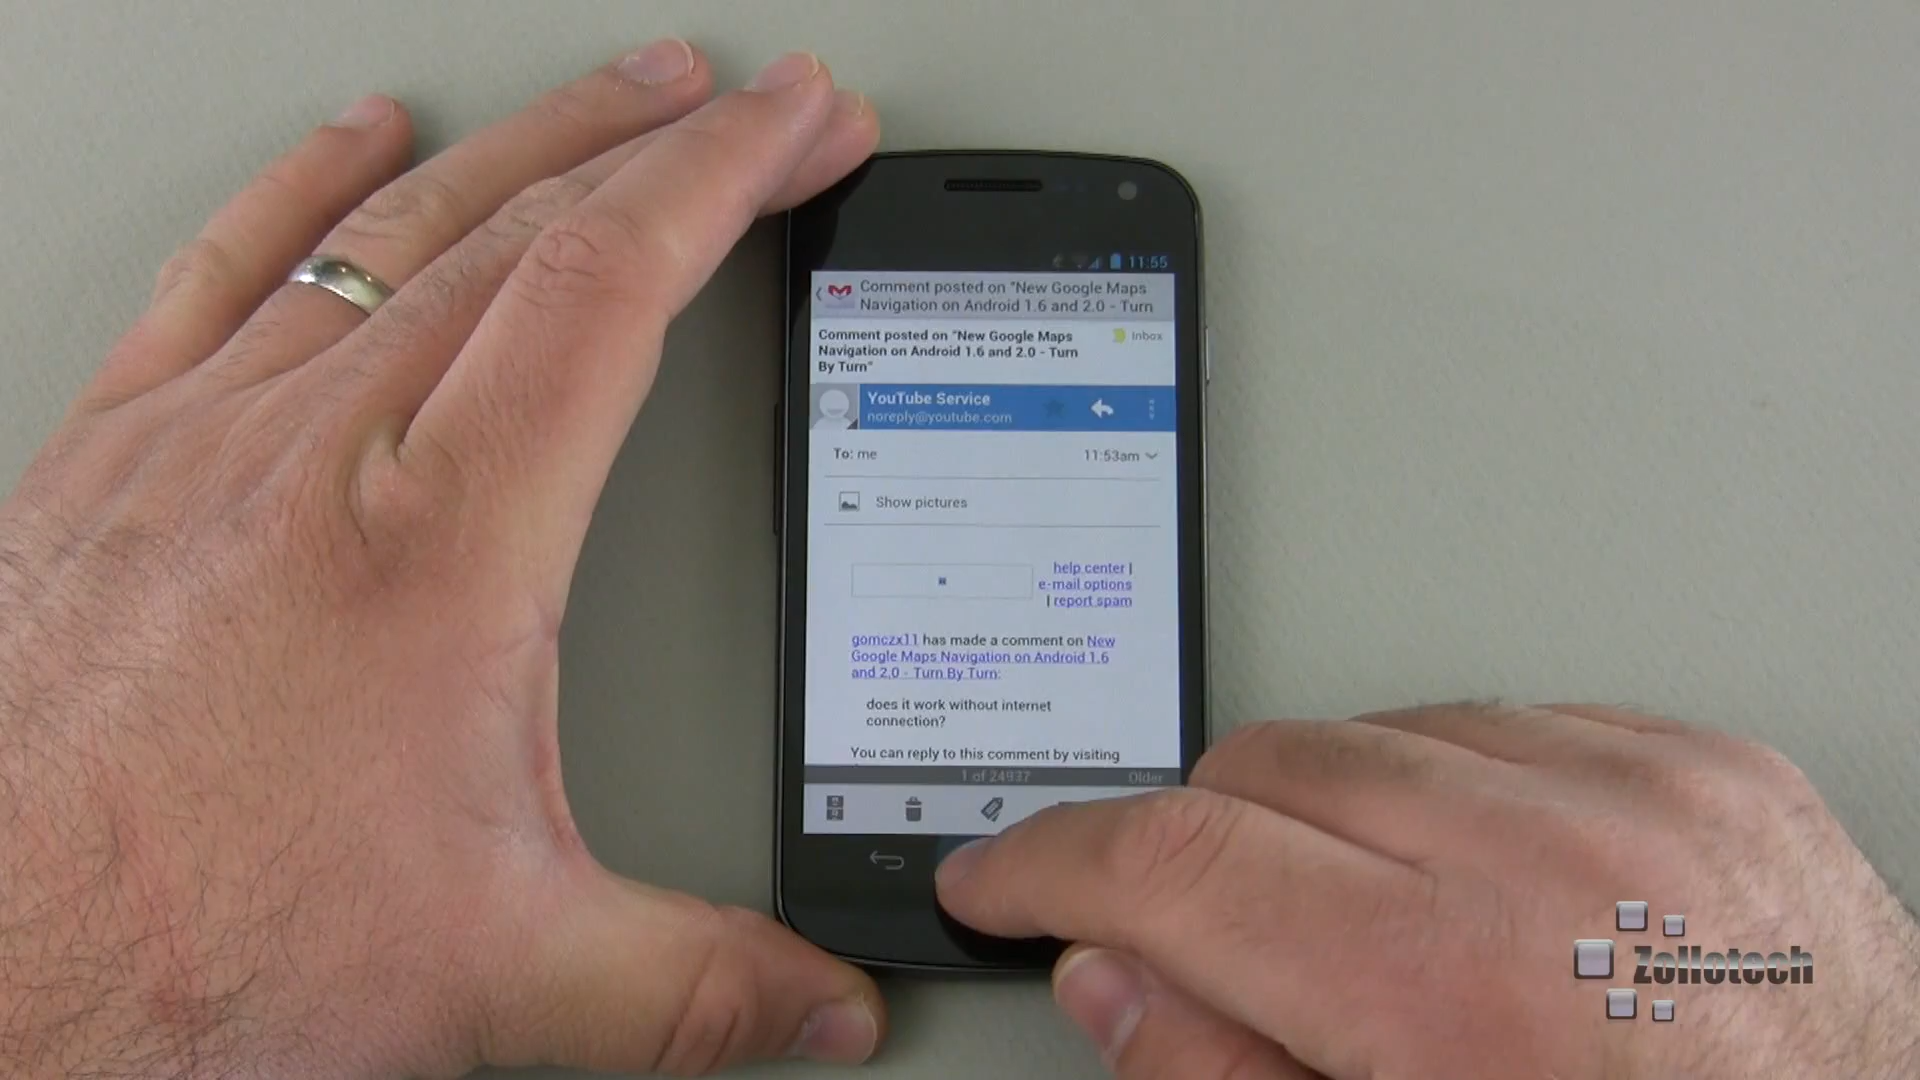 11:55
Comment posted on "New Google Maps
Navigation on Android 1.6 and 2.0 - Turn
Comment posted on "New Google Maps
Navigation on Android 1.6 and 2.0 - Turn
By Turn"
Inbox
YouTube Service
noreply@youtube.com
To: me
11:53am
Show pictures
help center |
e-mail options
| report spam
gomczx11 has made a comment on New
Google Maps Navigation on Android 1.6
and 2.0 - Turn By Turn:
does it work without internet
connection?
You can reply to this comment by visiting
1 of 24937
Older
Zollotech